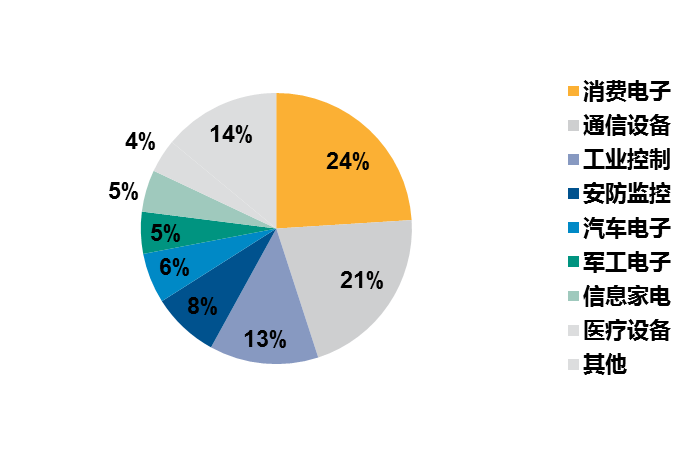 24%
21%
13%
8%
6%
5%
5%
4%
14%
消费电子
通信设备
工业控制
安防监控
汽车电子
军工电子
信息家电
医疗设备
其他